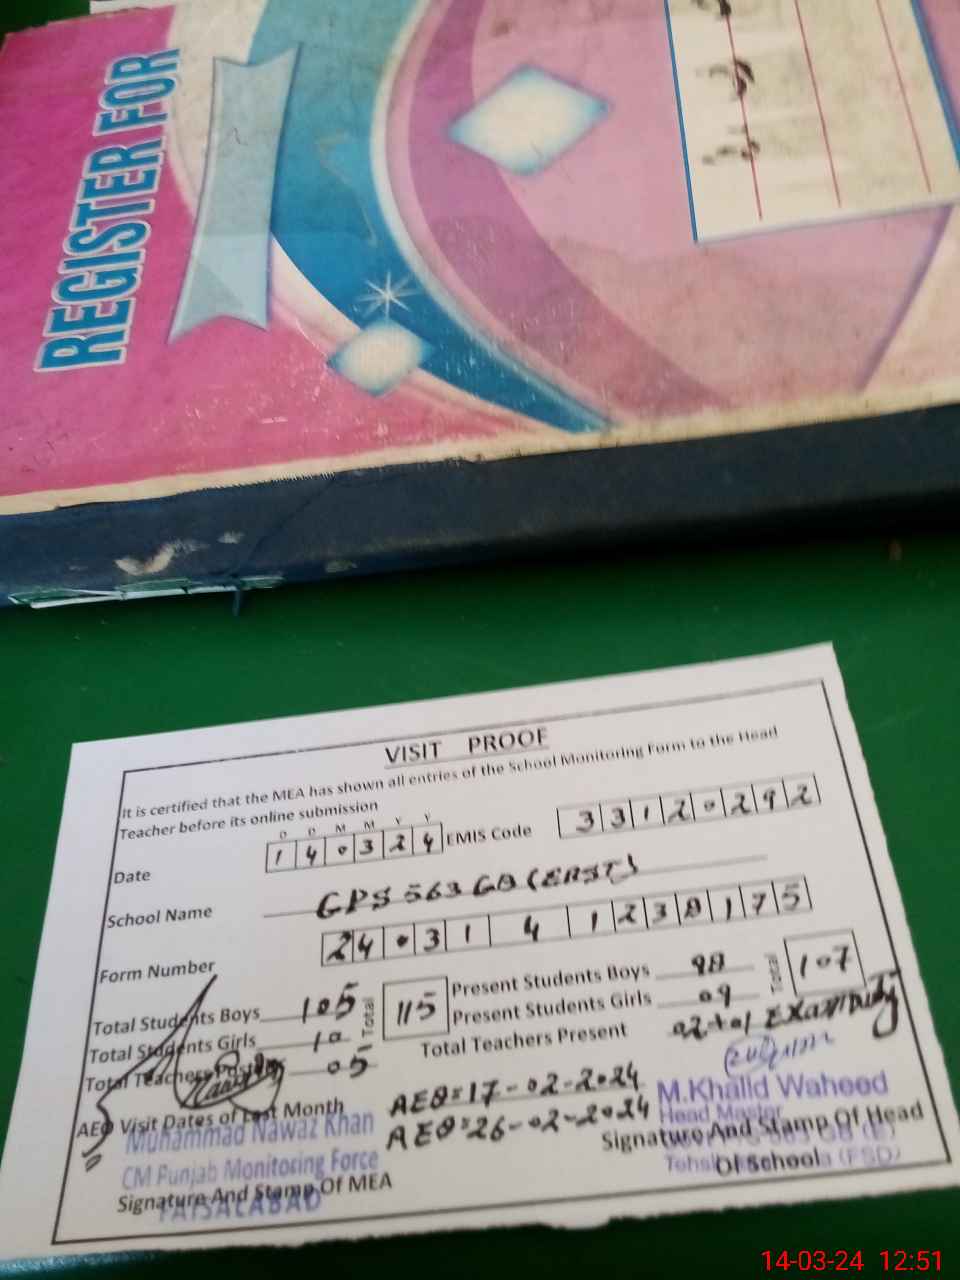 REGISTER FOR
VISIT PROOF
It is certified that the MEA has shown all entries of the School Monitoring Form to the Head
Teacher before its online submission
D D M M Y Y
Date 1 4 0 3 2 4 EMIS Code 3 3 1 2 0 2 9 2
School Name GPS 563 GB (EAST)
Form Number 2 4 0 3 1 4 1 2 3 8 1 7 5
Total Students Boys 105 Total 115 Present Students Boys 98 Total 107
Total Students Girls 10 Present Students Girls 09
Total Teachers Posted 05 Total Teachers Present 02+01 Exam duty
AEO Visit Dates of Last Month AEO=17-02-2024
AEO=26-02-2024
Muhammad Nawaz Khan
CM Punjab Monitoring Force
FAISALABAD
Signature And Stamp Of MEA
M.Khalid Waheed
Head Master
563 GB (E)
Tehsil (FSD)
Signature And Stamp Of Head
Of School
14-03-24 12:51